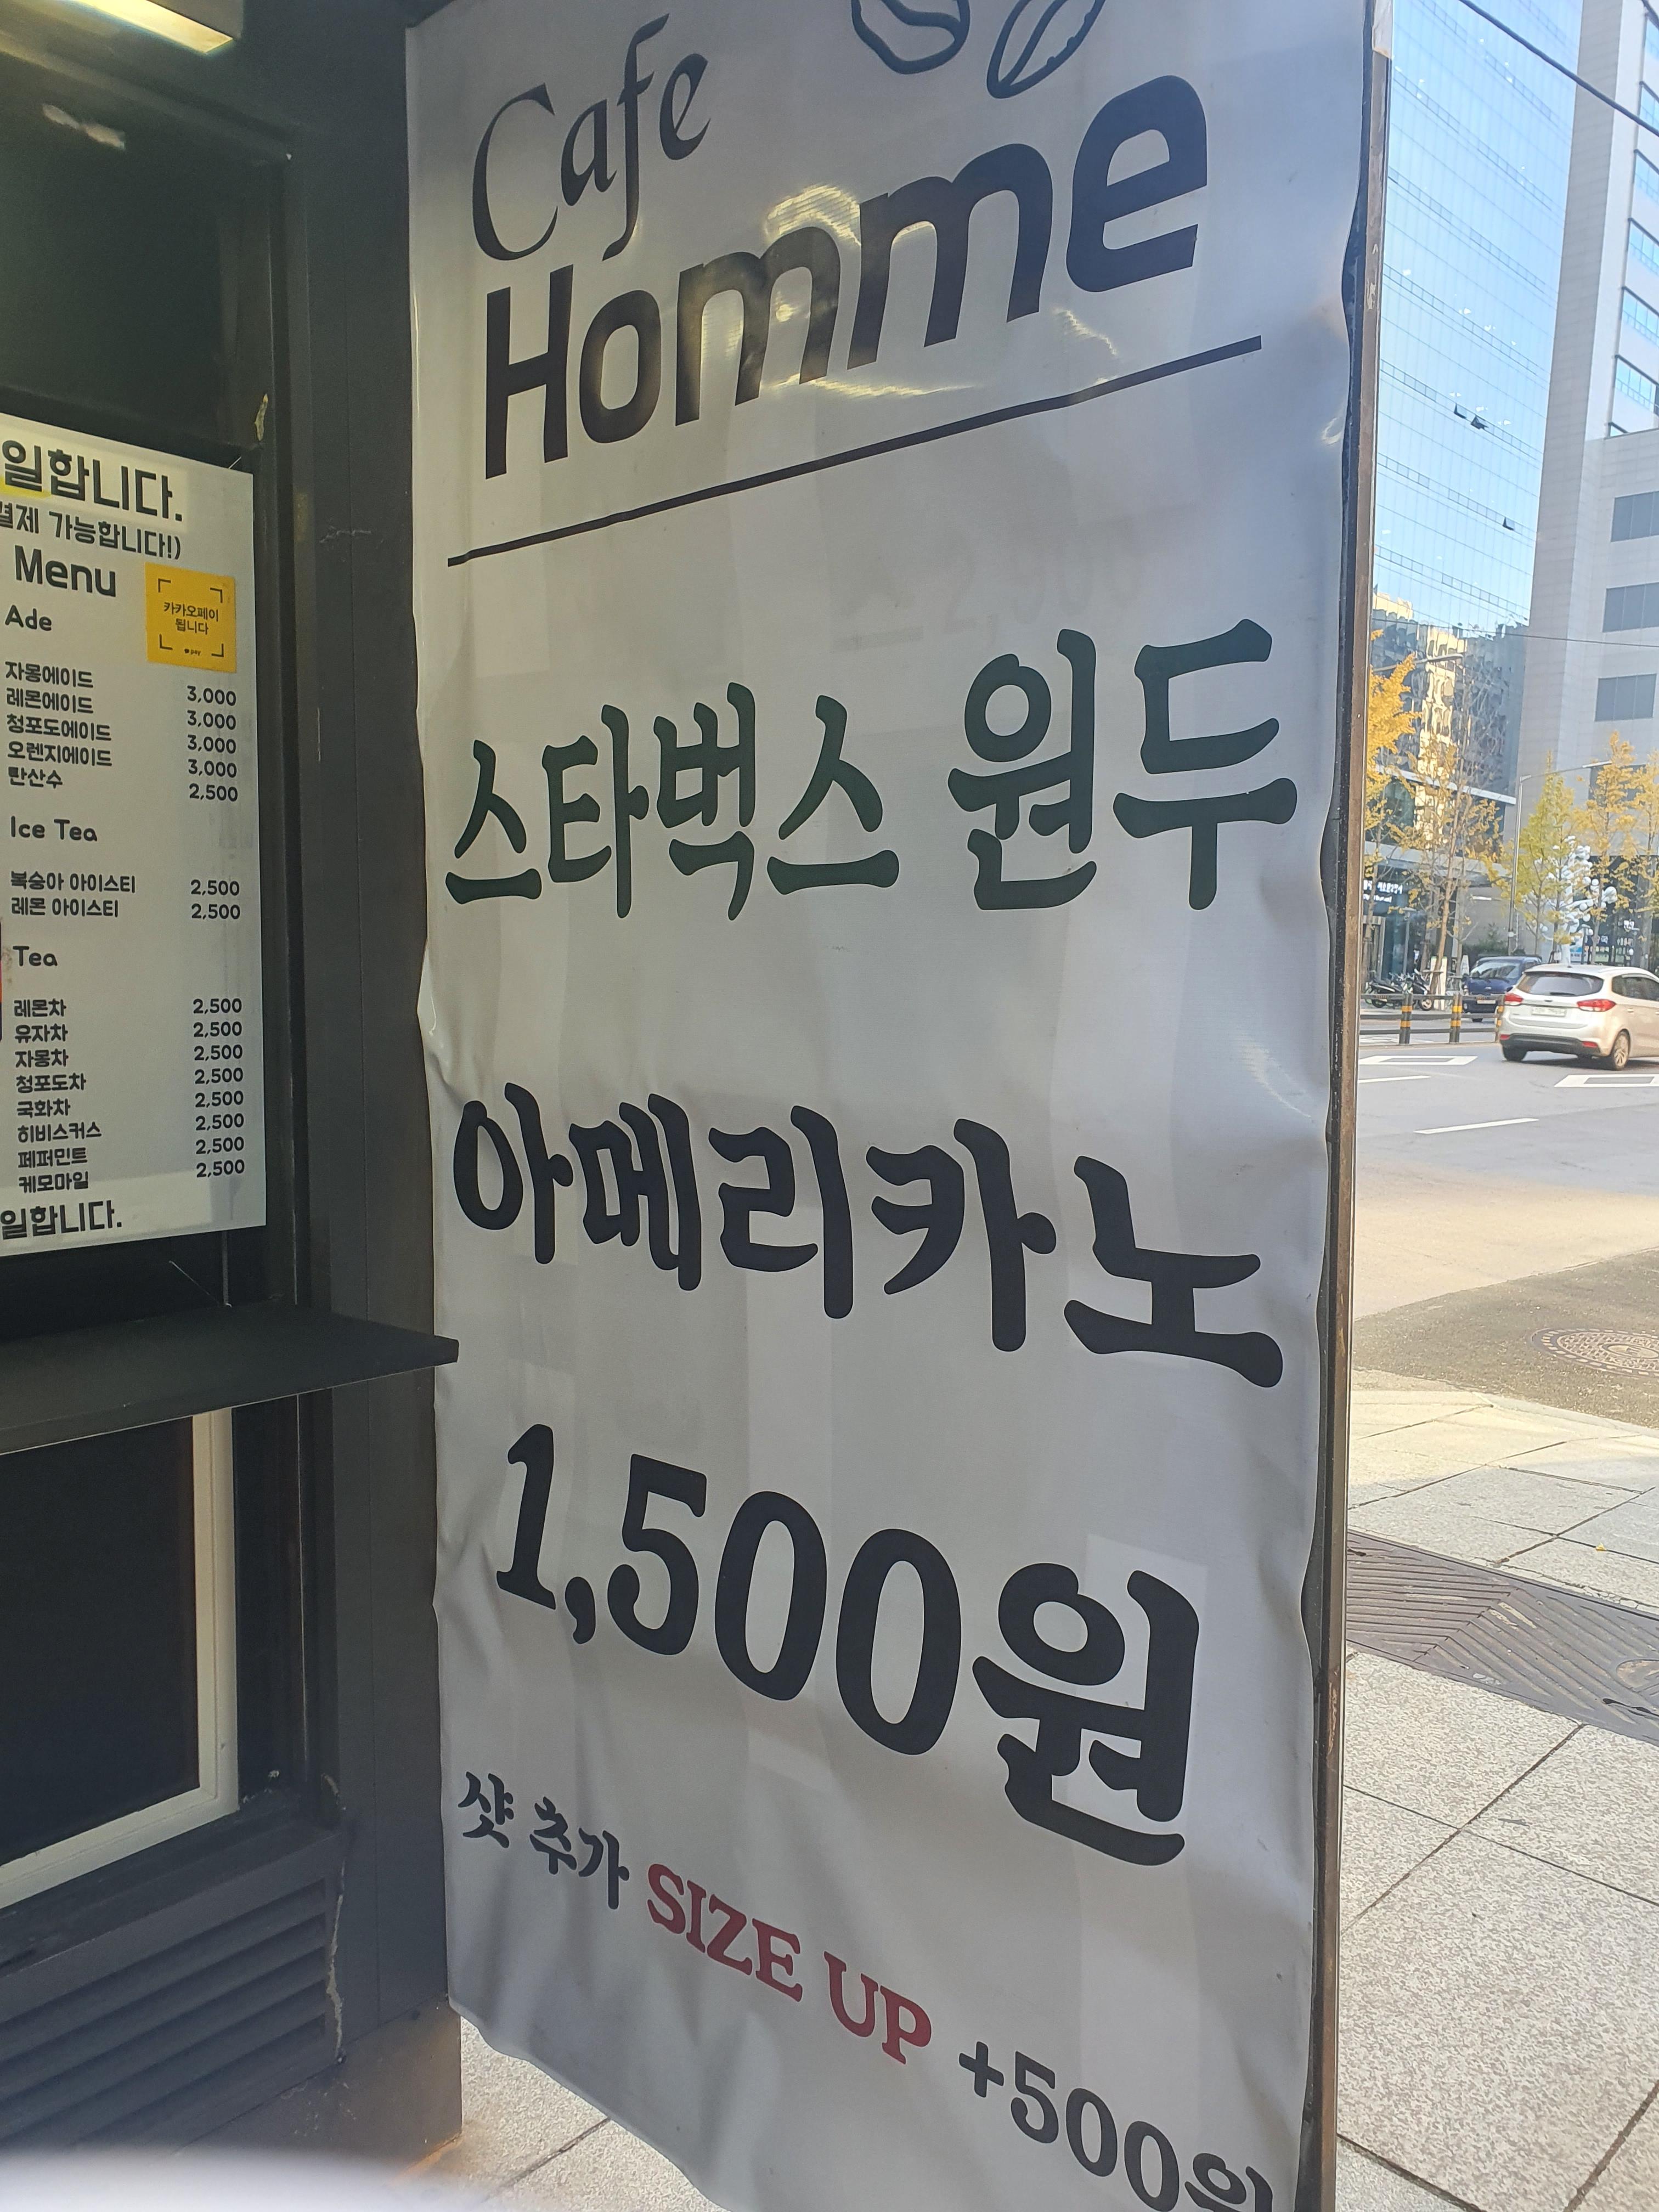 일합니다.
결제 가능합니다!)
Menu
카카오페이
됩니다
pay
Ade
자몽에이드 3,000
레몬에이드 3,000
청포도에이드 3,000
오렌지에이드 3,000
탄산수 2,500
Ice Tea
복숭아 아이스티 2,500
레몬 아이스티 2,500
Tea
레몬차 2,500
유자차 2,500
자몽차 2,500
청포도차 2,500
국화차 2,500
히비스커스 2,500
페퍼민트 2,500
케모마일 2,500
일합니다.
Cafe
Homme
스타벅스 원두
아메리카노
1,500원
샷 추가 SIZE UP +500원